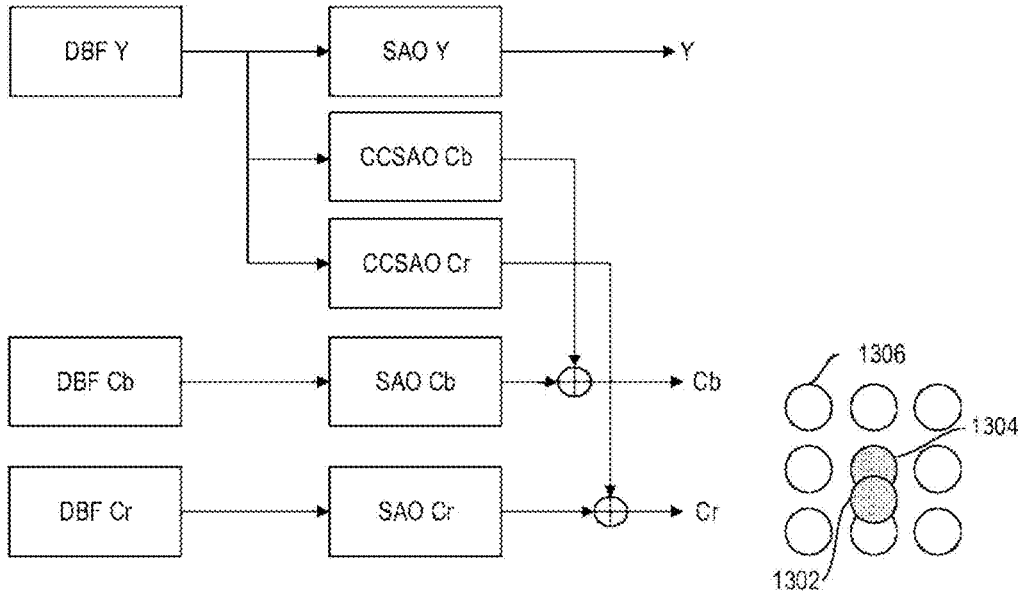 DBF Y
SAO Y
Y
CCSAO Cb
CCSAO Cr
DBF Cb
SAO Cb
Cb
DBF Cr
SAO Cr
Cr
1306
1304
1302